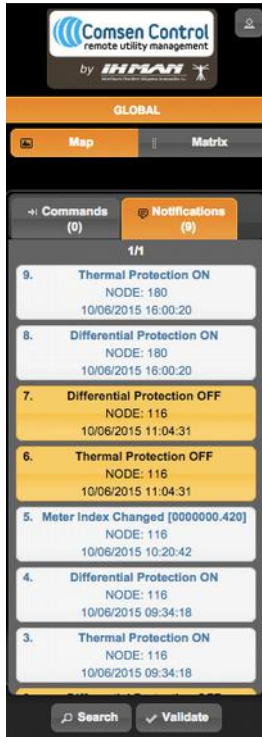 Comsen Control
remote utility management
by IHMAN
GLOBAL
Map
Matrix
Commands
(0)
Notifications
(9)
1/1
9. Thermal Protection ON
NODE: 180
10/06/2015 16:00:20
8. Differential Protection ON
NODE: 180
10/06/2015 16:00:20
7. Differential Protection OFF
NODE: 116
10/06/2015 11:04:31
6. Thermal Protection OFF
NODE: 116
10/06/2015 11:04:31
5. Meter Index Changed [0000000.420]
NODE: 116
10/06/2015 10:20:42
4. Differential Protection ON
NODE: 116
10/06/2015 09:34:18
3. Thermal Protection ON
NODE: 116
10/06/2015 09:34:18
Search
Validate